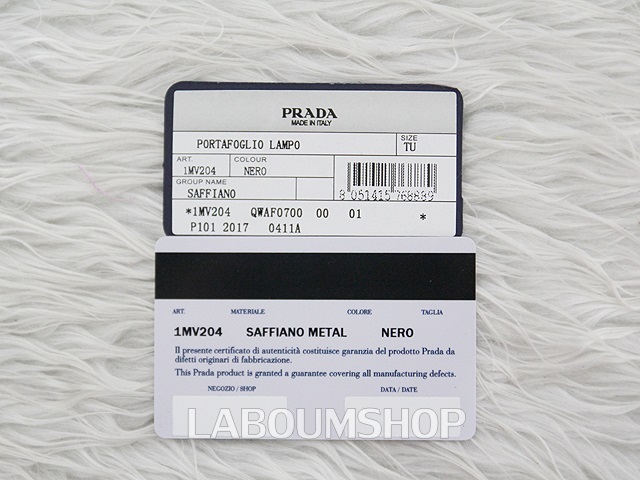 PRADA
MADE IN ITALY
PORTAFOGLIO LAMPO
SIZE
TU
ART.
1MV204
COLOUR
NERO
GROUP NAME
SAFFIANO
8 051415 768689
*1MV204 QWAF0700 00 01 *
P101 2017 0411A
ART. MATERIALE COLORE TAGLIA
1MV204 SAFFIANO METAL NERO
Il presente certificato di autenticità costituisce garanzia del prodotto Prada da
difetti originari di fabbricazione.
This Prada product is granted a guarantee covering all manufacturing defects.
NEGOZIO / SHOP DATA / DATE
LABOUMSHOP